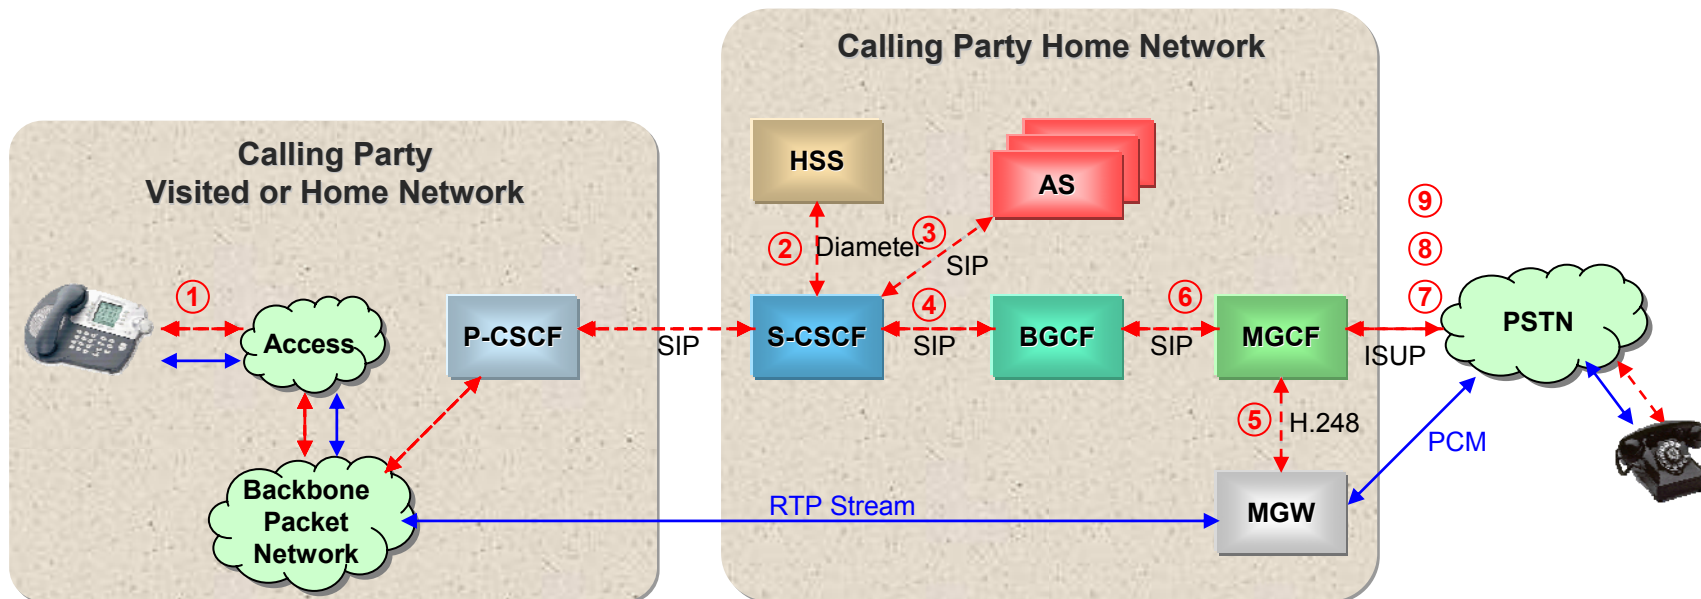 Calling Party Home Network
Calling Party
Visited or Home Network
HSS
AS
9
2
Diameter
3
SIP
8
1
4
6
7
Access
P-CSCF
SIP
S-CSCF
SIP
BGCF
SIP
MGCF
ISUP
PSTN
5
H.248
PCM
Backbone
Packet
Network
RTP Stream
MGW